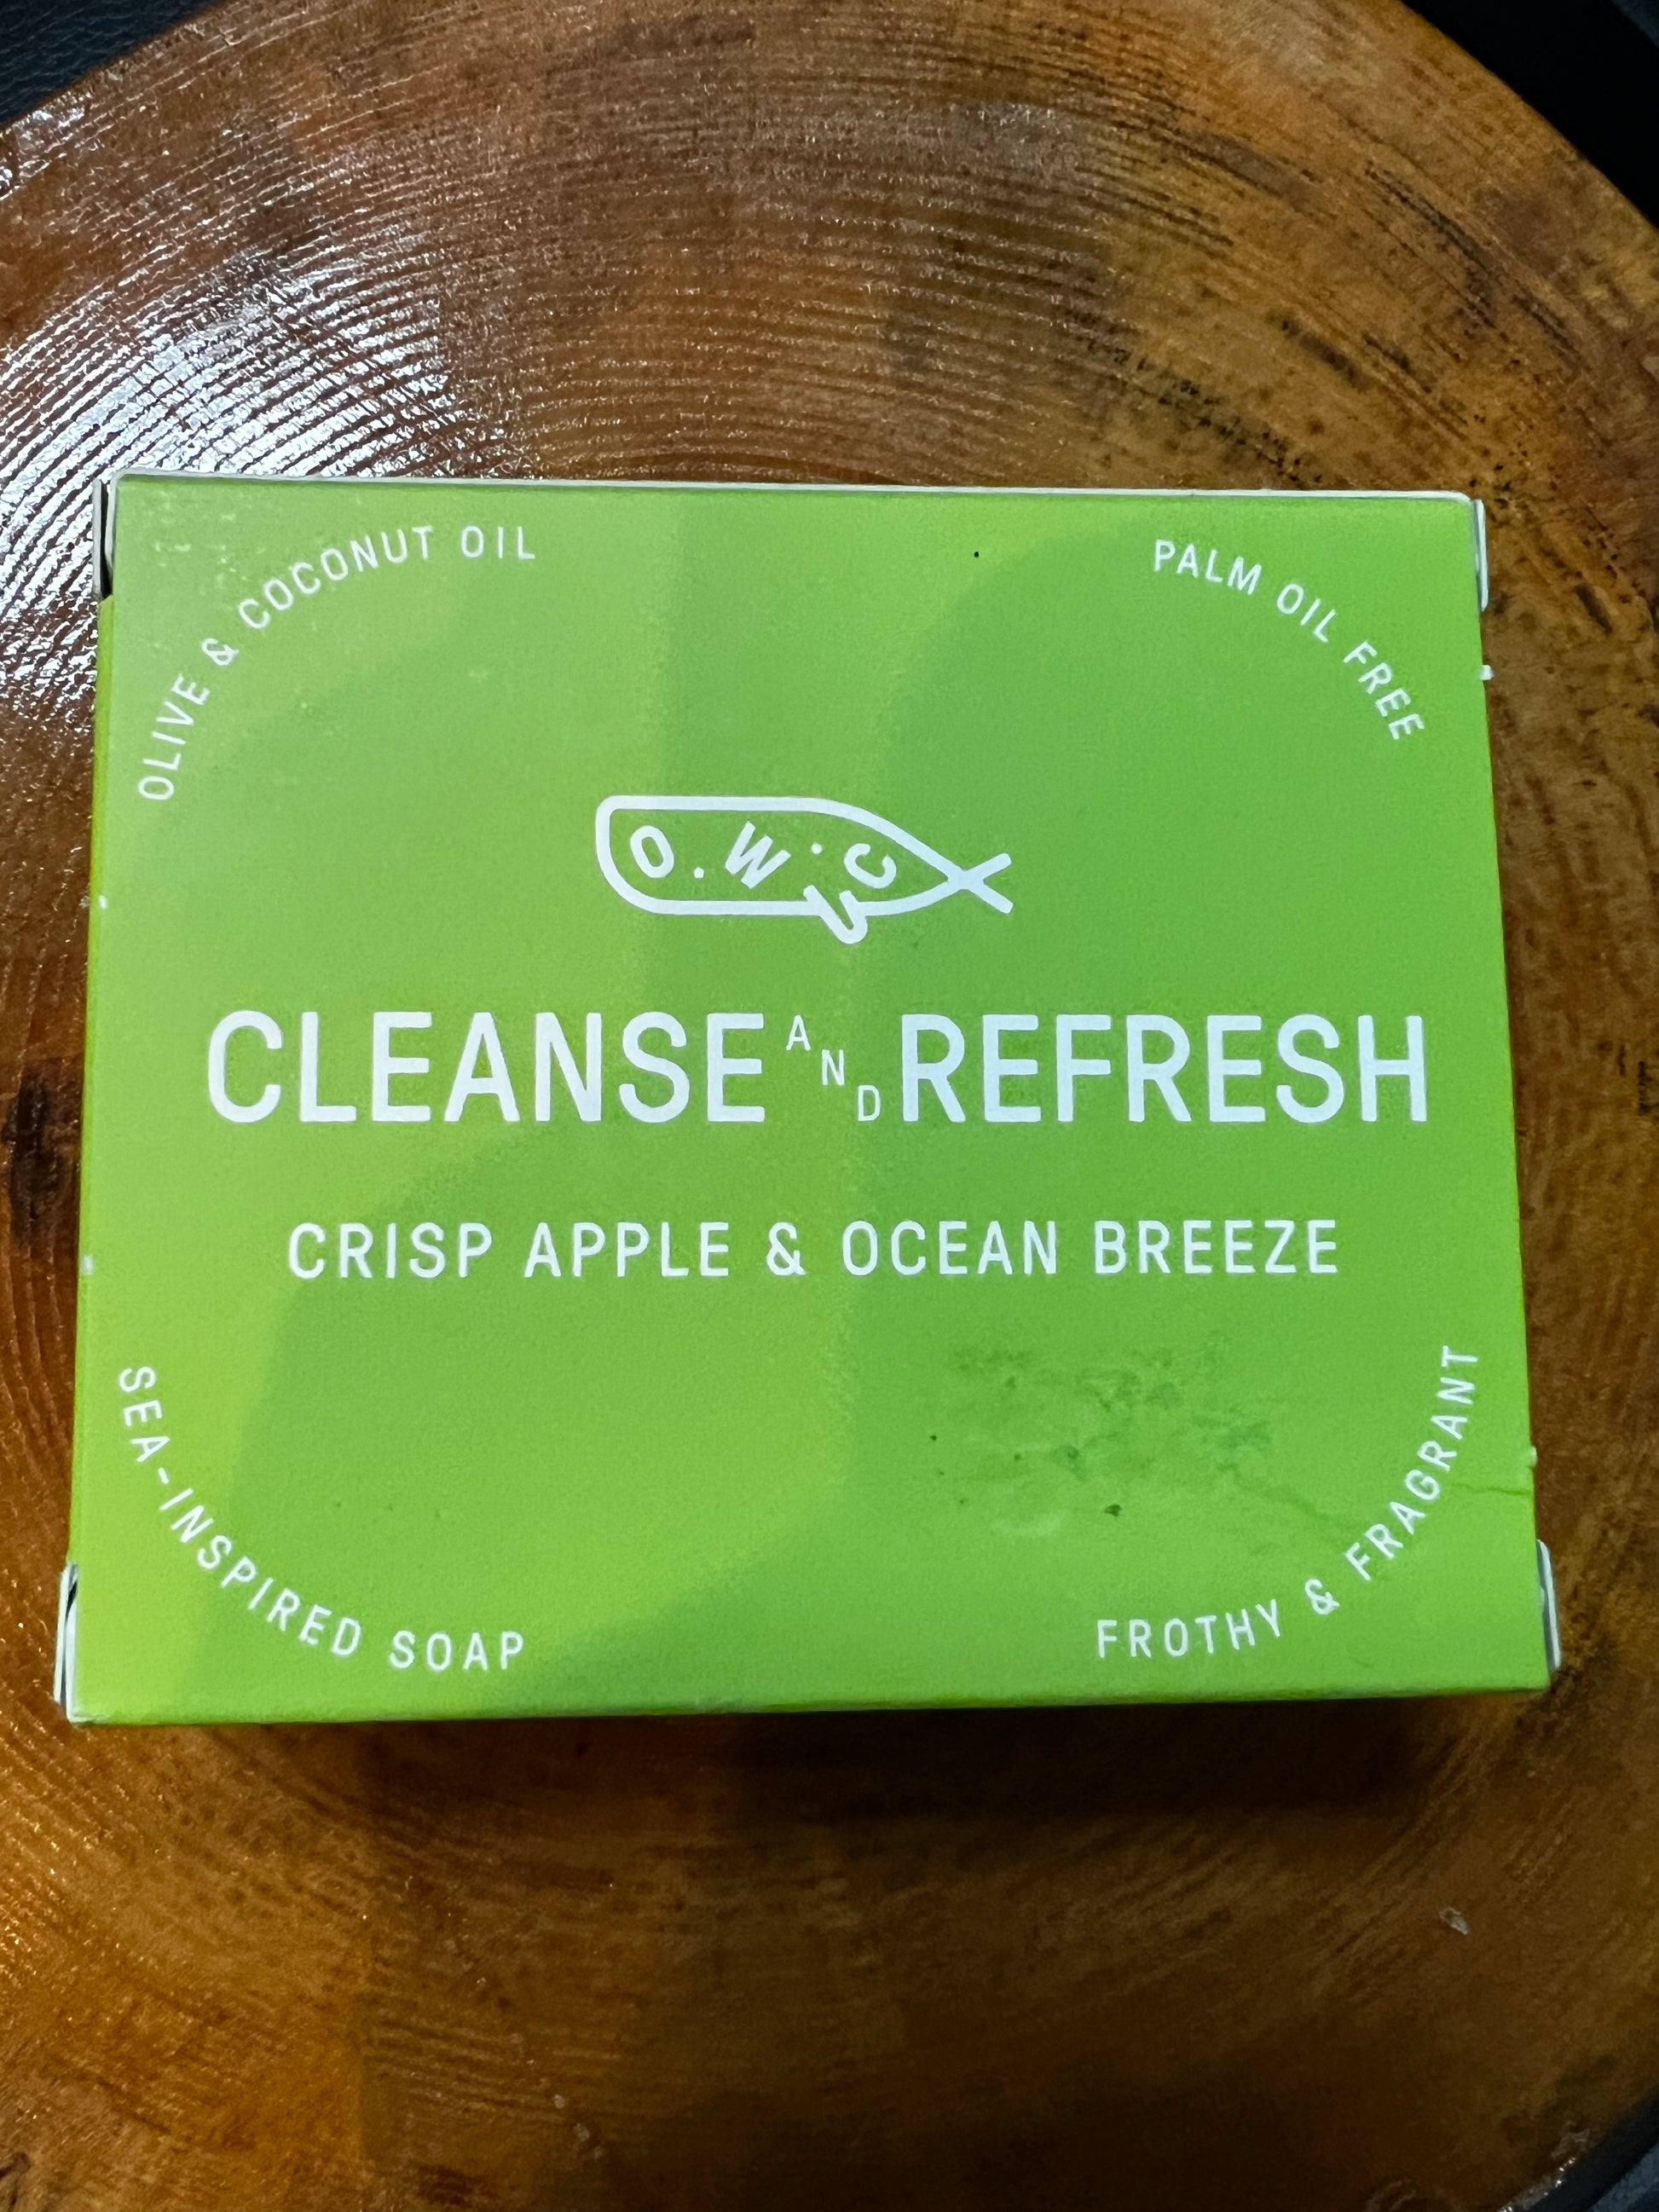 OLIVE & COCONUT OIL
PALM OIL FREE
O.W.C
CLEANSE AND REFRESH
CRISP APPLE & OCEAN BREEZE
SEA-INSPIRED SOAP
FROTHY & FRAGRANT